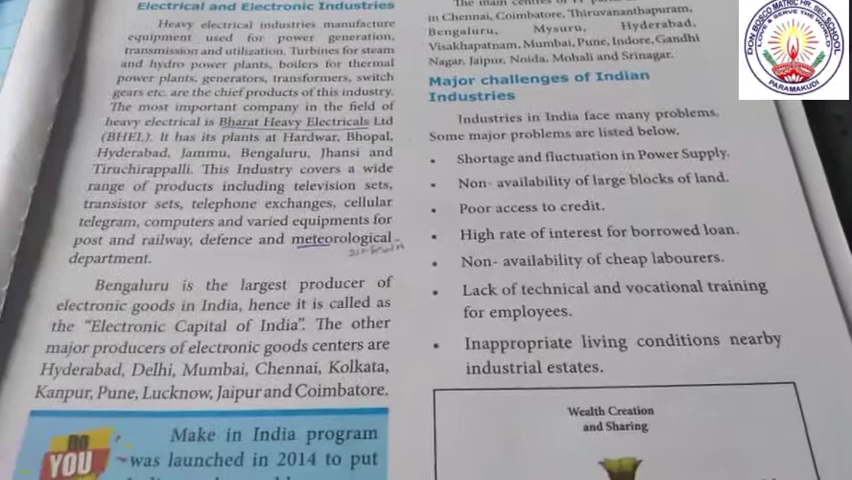 Electrical and Electronic Industries
Heavy electrical industries manufacture
equipment used for power generation,
transmission and utilization. Turbines for steam
and hydro power plants, boilers for thermal
power plants, generators, transformers, switch
gears etc. are the chief products of this industry.
The most important company in the field of
heavy electrical is Bharat Heavy Electricals Ltd
(BHEL). It has its plants at Hardwar, Bhopal,
Hyderabad, Jammu, Bengaluru, Jhansi and
Tiruchirappalli. This Industry covers a wide
range of products including television sets,
transistor sets, telephone exchanges, cellular
telegram, computers and varied equipments for
post and railway, defence and meteorological
department.
Bengaluru is the largest producer of
electronic goods in India, hence it is called as
the "Electronic Capital of India". The other
major producers of electronic goods centers are
Hyderabad, Delhi, Mumbai, Chennai, Kolkata,
Kanpur, Pune, Lucknow, Jaipur and Coimbatore.
DO
YOU
Make in India program
was launched in 2014 to put
The main centres of IT
in Chennai, Coimbatore, Thiruvananthapuram,
Bengaluru, Mysuru, Hyderabad,
Visakhapatnam, Mumbai, Pune, Indore, Gandhi
Nagar, Jaipur, Noida, Mohali and Srinagar.
Major challenges of Indian
Industries
Industries in India face many problems.
Some major problems are listed below.
• Shortage and fluctuation in Power Supply.
• Non- availability of large blocks of land.
• Poor access to credit.
• High rate of interest for borrowed loan.
• Non- availability of cheap labourers.
• Lack of technical and vocational training
for employees.
• Inappropriate living conditions nearby
industrial estates.
Wealth Creation
and Sharing
DON BOSCO MATRIC HR SEC SCHOOL
LOVE & SERVE THE WORLD
PARAMAKUDI